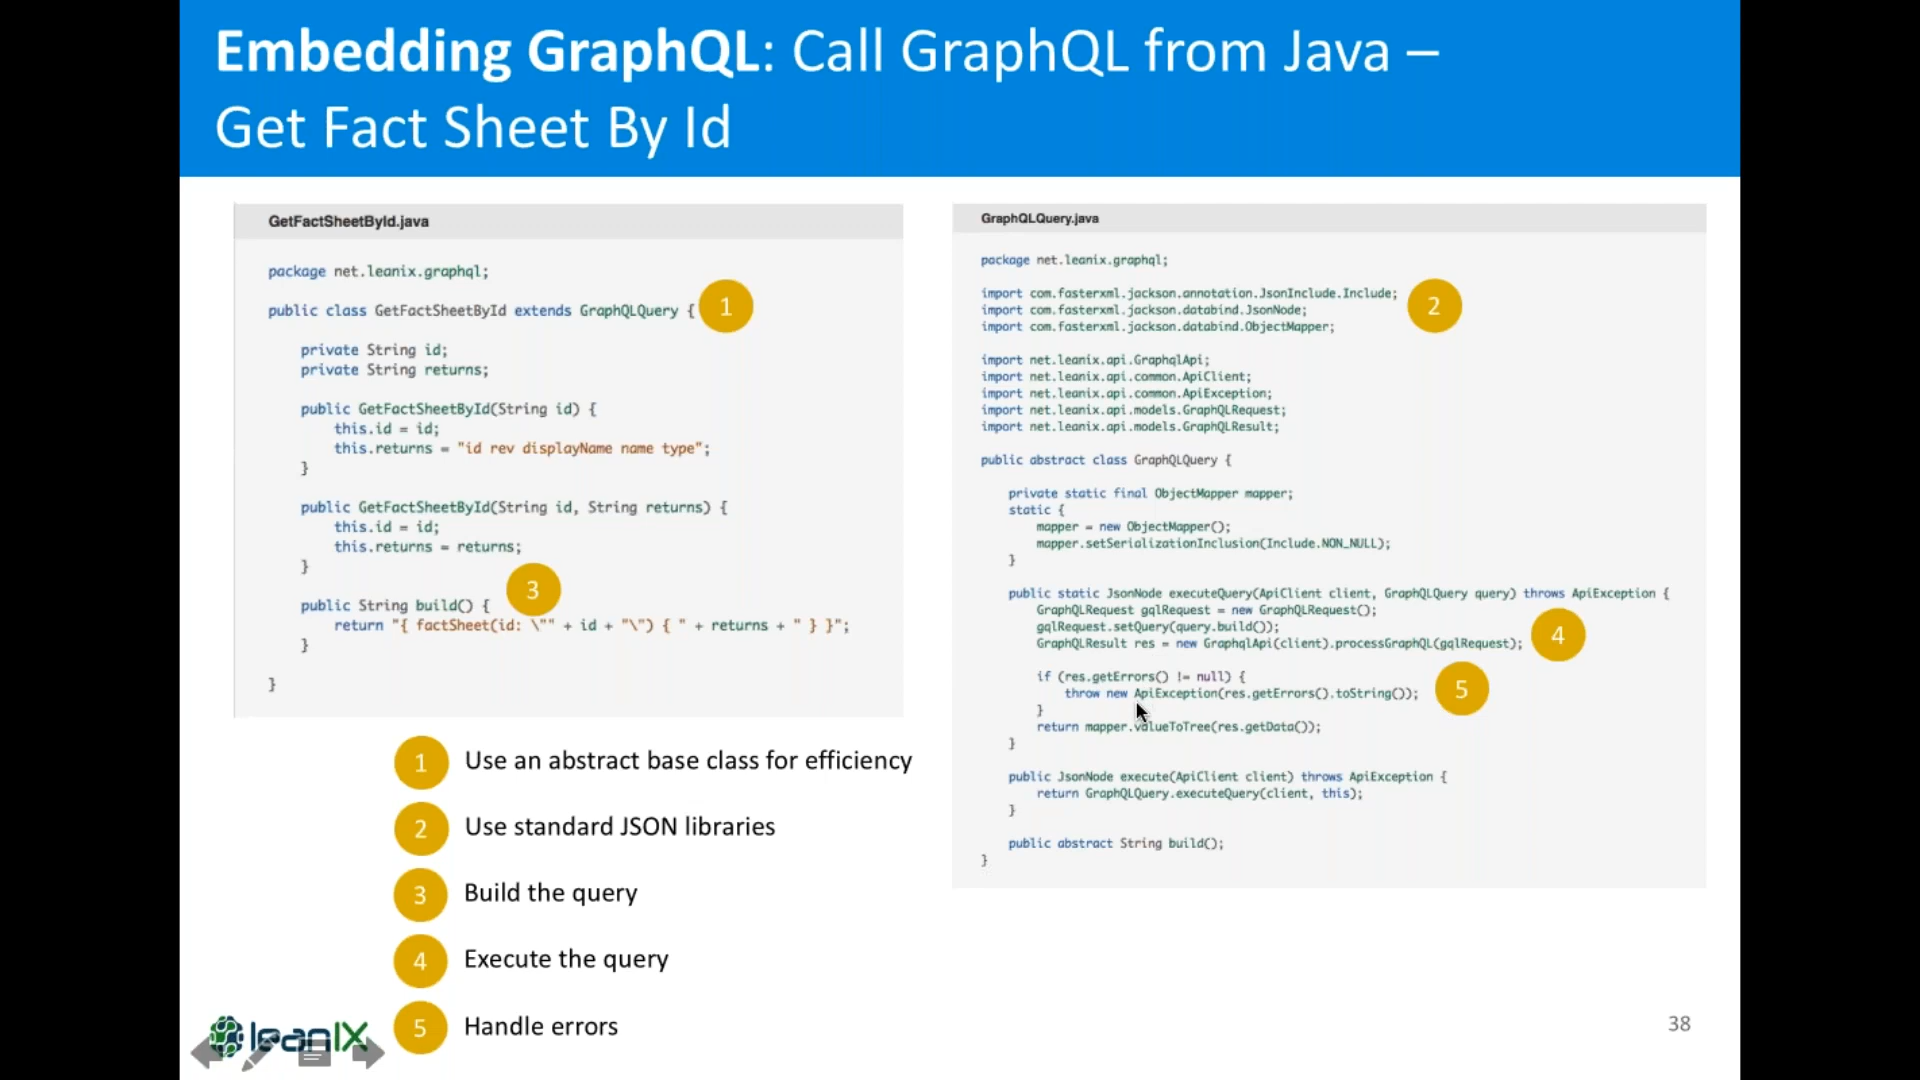 Embedding GraphQL: Call GraphQL from Java –
Get Fact Sheet By Id
GetFactSheetById.java
package net.leanix.graphql;
public class GetFactSheetById extends GraphQLQuery {
1
private String id;
private String returns;
public GetFactSheetById(String id) {
this.id = id;
this.returns = "id rev displayName name type";
}
public GetFactSheetById(String id, String returns) {
this.id = id;
this.returns = returns;
}
3
public String build() {
return "{ factSheet(id: \"" + id + "\") { " + returns + " } }";
}
}
GraphQLQuery.java
package net.leanix.graphql;
import com.fasterxml.jackson.annotation.JsonInclude.Include;
import com.fasterxml.jackson.databind.JsonNode;
import com.fasterxml.jackson.databind.ObjectMapper;
2
import net.leanix.api.GraphqlApi;
import net.leanix.api.common.ApiClient;
import net.leanix.api.common.ApiException;
import net.leanix.api.models.GraphQLRequest;
import net.leanix.api.models.GraphQLResult;
public abstract class GraphQLQuery {
private static final ObjectMapper mapper;
static {
mapper = new ObjectMapper();
mapper.setSerializationInclusion(Include.NON_NULL);
}
public static JsonNode executeQuery(ApiClient client, GraphQLQuery query) throws ApiException {
GraphQLRequest gqlRequest = new GraphQLRequest();
gqlRequest.setQuery(query.build());
GraphQLResult res = new GraphqlApi(client).processGraphQL(gqlRequest);
4
if (res.getErrors() != null) {
throw new ApiException(res.getErrors().toString());
5
}
return mapper.valueToTree(res.getData());
}
public JsonNode execute(ApiClient client) throws ApiException {
return GraphQLQuery.executeQuery(client, this);
}
public abstract String build();
}
1 Use an abstract base class for efficiency
2 Use standard JSON libraries
3 Build the query
4 Execute the query
5 Handle errors
leanIX
38